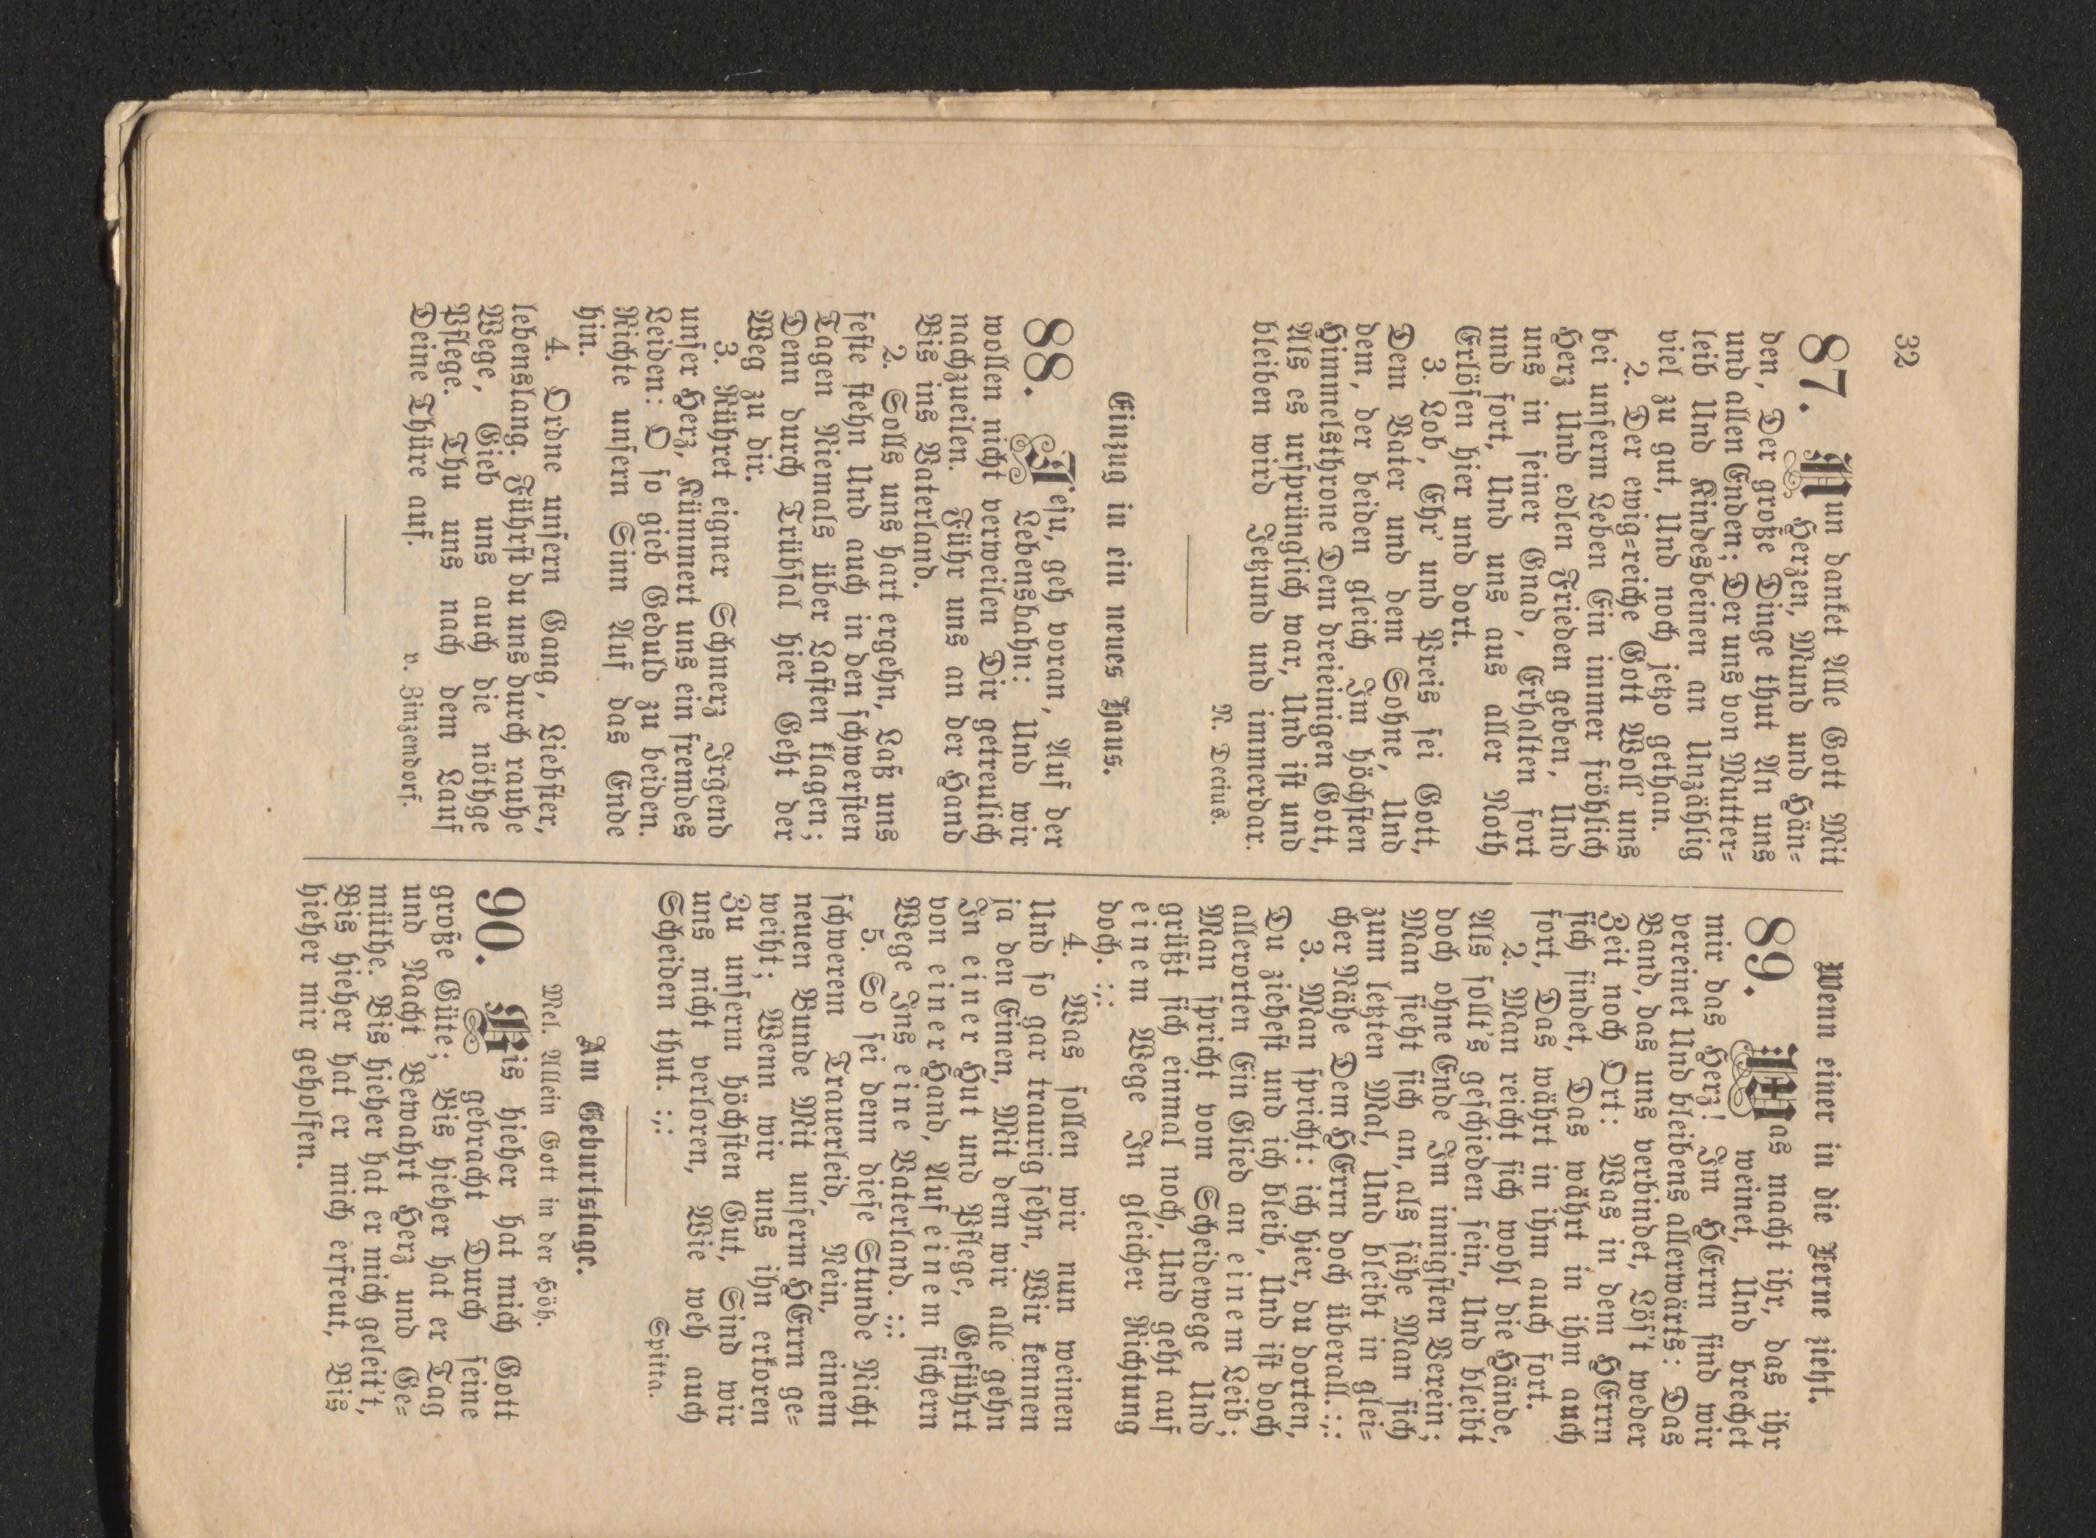 32
87. Nun danket Alle Gott Mit
Herzen, Mund und Hän-
den, Der große Dinge thut An uns
und allen Enden; Der uns von Mutter-
leib Und Kindesbeinen an Unzählig
viel zu gut, Und noch jetzo gethan.
2. Der ewig-reiche Gott Woll' uns
bei unserm Leben Ein immer fröhlich
Herz Und edlen Frieden geben, Und
uns in seiner Gnad, Erhalten fort
und fort, Und uns aus aller Noth
Erlösen hier und dort.
3. Lob, Ehr' und Preis sei Gott,
Dem Vater und dem Sohne, Und
dem, der beiden gleich Im höchsten
Himmelsthrone Dem dreieinigen Gott,
Als es ursprünglich war, Und ist und
bleiben wird Jetzund und immerdar.
N. Decius.
Einzug in ein neues Haus.
88. Jesu, geh voran, Auf der
Lebensbahn: Und wir
wollen nicht verweilen Dir getreulich
nachzueilen. Führ uns an der Hand
Bis ins Vaterland.
2. Solls uns hart ergehn, Laß uns
feste stehn Und auch in den schwersten
Tagen Niemals über Lasten klagen;
Denn durch Trübsal hier Geht der
Weg zu dir.
3. Rühret eigner Schmerz Irgend
unser Herz, Kümmert uns ein fremdes
Leiden: O so gieb Geduld zu beiden.
Richte unsern Sinn Auf das Ende
hin.
4. Ordne unsern Gang, Liebster,
lebenslang. Führst du uns durch rauhe
Wege, Gieb uns auch die nöthge
Pflege. Thu uns nach dem Lauf
Deine Thüre auf.
v. Zinzendorf.
Wenn einer in die Ferne zieht.
89. Was macht ihr, das ihr
weinet, Und brechet
mir das Herz! Im HErrn sind wir
vereinet Und bleibens allerwärts: Das
Band, das uns verbindet, Lös't weder
Zeit noch Ort: Was in dem HErrn
sich findet, Das währt in ihm auch
fort, Das währt in ihm auch fort.
2. Man reicht sich wohl die Hände,
Als sollt's geschieden sein, Und bleibt
doch ohne Ende Im innigsten Verein;
Man sieht sich an, als sähe Man sich
zum letzten Mal, Und bleibt in glei-
cher Nähe Dem HErrn doch überall. :,:
3. Man spricht: ich hier, du dorten,
Du ziehest und ich bleib, Und ist doch
allerorten Ein Glied an einem Leib;
Man spricht vom Scheidewege Und
grüßt sich einmal noch, Und geht auf
einem Wege In gleicher Richtung
doch. :,:
4. Was sollen wir nun weinen
Und so gar traurig sehn, Wir kennen
ja den Einen, Mit dem wir alle gehn
In einer Hut und Pflege, Geführt
von einer Hand, Auf einem sichern
Wege Ins eine Vaterland. :,:
5. So sei denn diese Stunde Nicht
schwerem Trauerleid, Nein, einem
neuen Bunde Mit unserm HErrn ge-
weiht; Wenn wir uns ihn erkoren
Zu unserm höchsten Gut, Sind wir
uns nicht verloren, Wie weh auch
Scheiden thut. :,:
Spitta.
Am Geburtstage.
Mel. Allein Gott in der Höh.
90. Bis hieher hat mich Gott
gebracht Durch seine
große Güte; Bis hieher hat er Tag
und Nacht Bewahrt Herz und Ge-
müthe. Bis hieher hat er mich geleit't,
Bis hieher hat er mich erfreut, Bis
hieher mir geholfen.